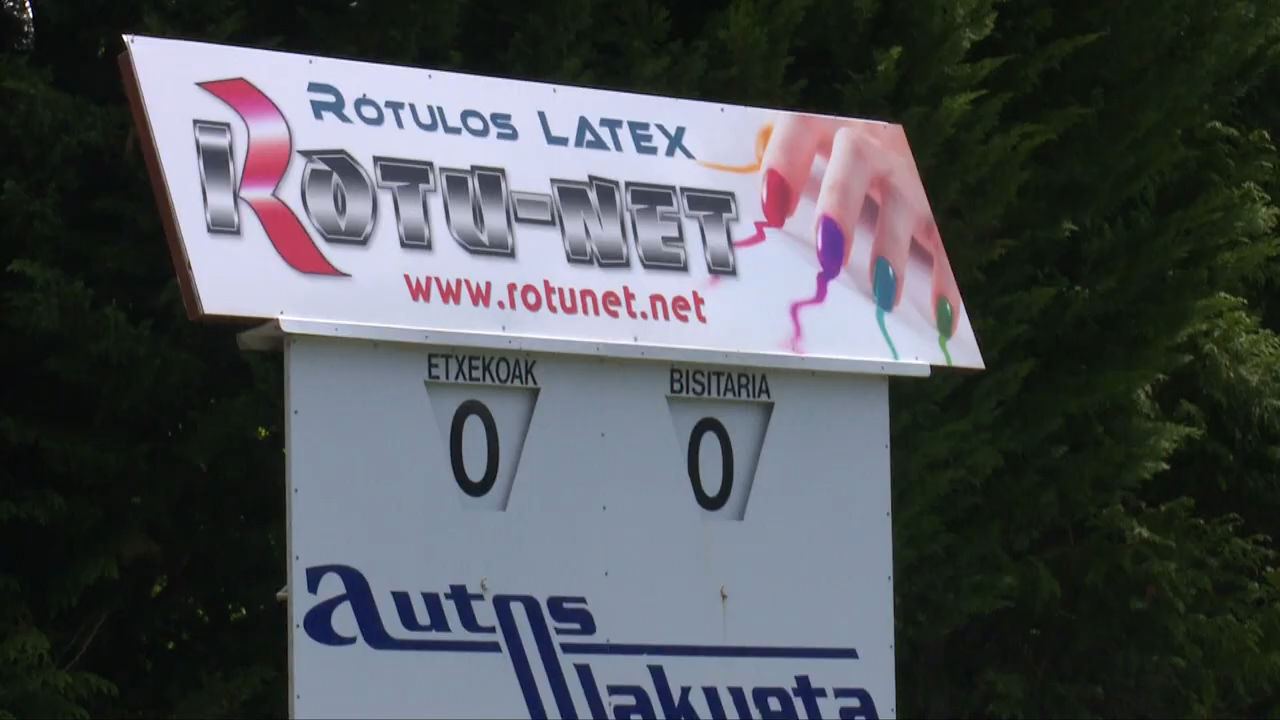 RÓTULOS LATEX
ROTU-NET
www.rotunet.net
ETXEKOAK BISITARIA
0 0
autos